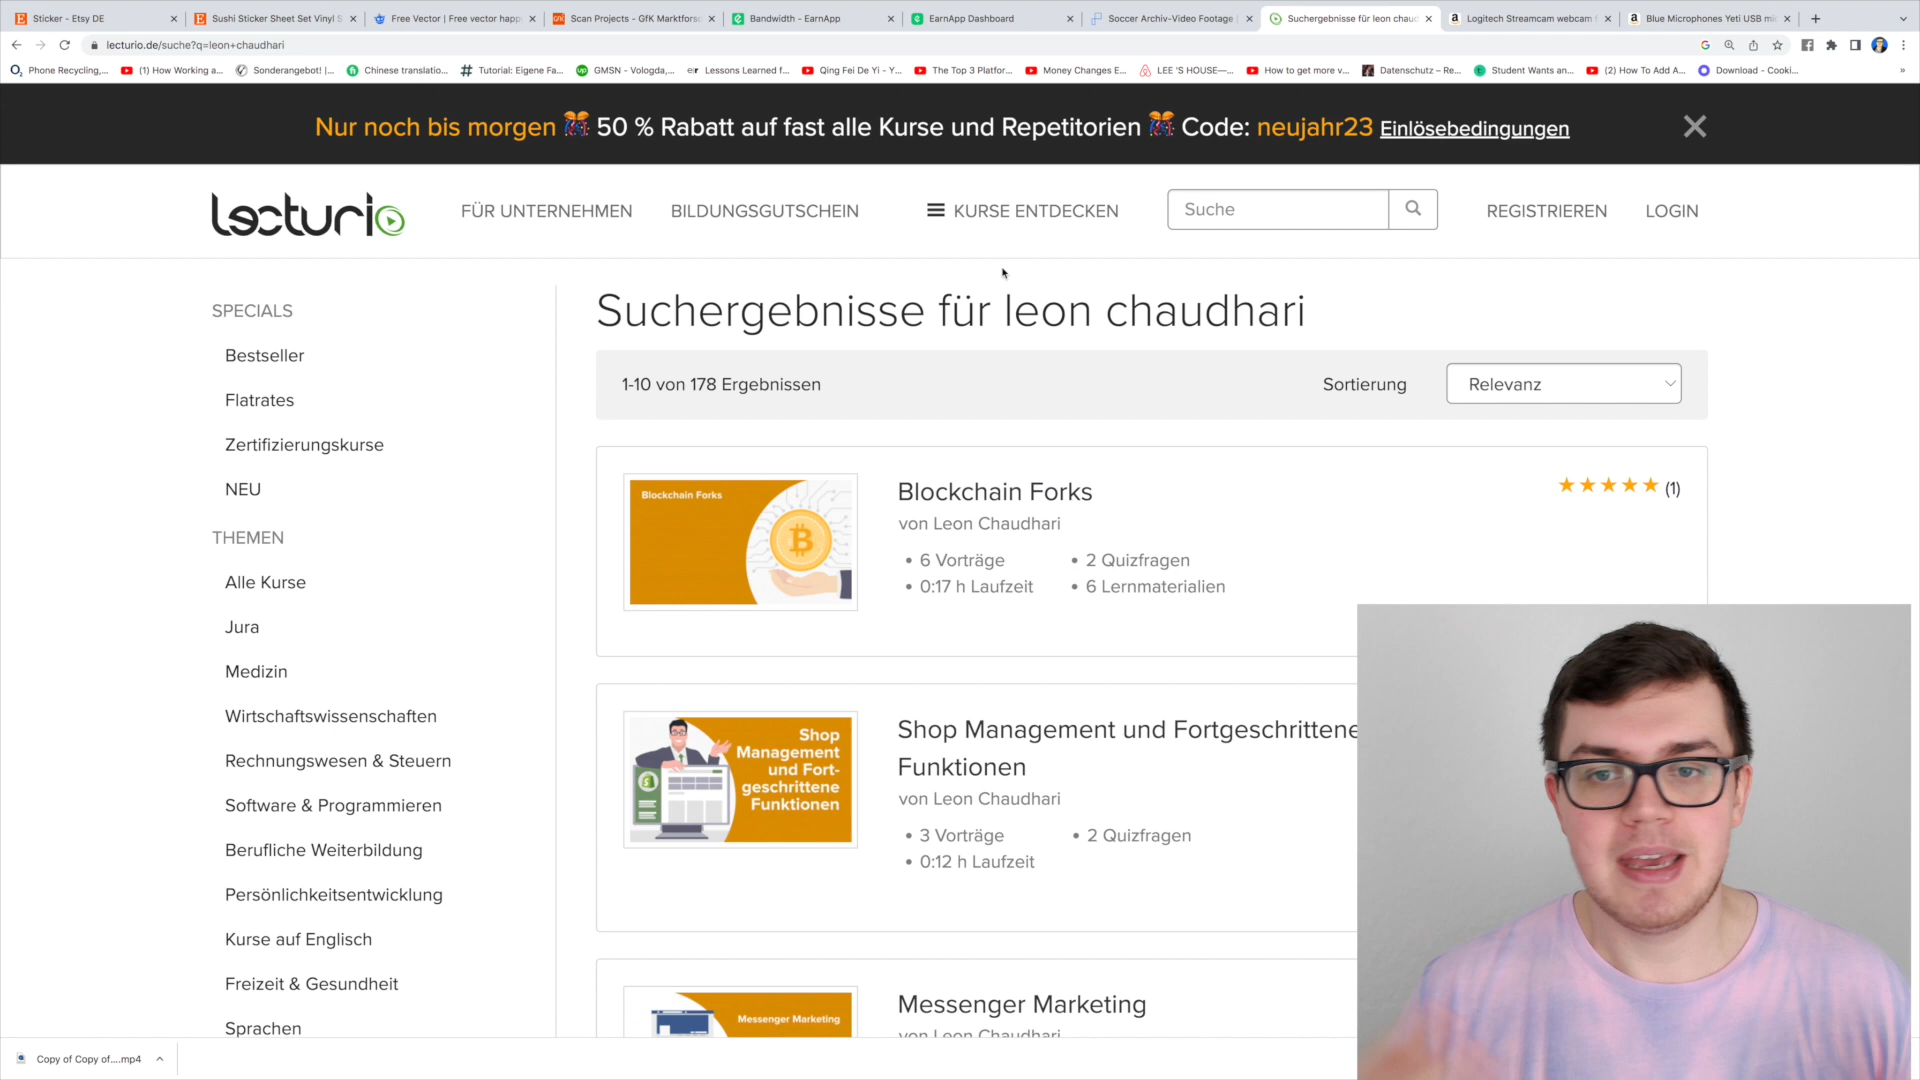 Sticker - Etsy DE
Sushi Sticker Sheet Set Vinyl S
Free Vector | Free vector happ
Scan Projects - GfK Marktforsc
Bandwidth - EarnApp
EarnApp Dashboard
Soccer Archiv-Video Footage |
Suchergebnisse für leon chaud
Logitech Streamcam webcam f
Blue Microphones Yeti USB mi
lecturio.de/suche?q=leon+chaudhari
Phone Recycling,...
(1) How Working a...
Sonderangebot! |...
Chinese translatio...
Tutorial: Eigene Fa...
GMSN - Vologda,...
Lessons Learned f...
Qing Fei De Yi - Y...
The Top 3 Platfor...
Money Changes E...
LEE 'S HOUSE—...
How to get more v...
Datenschutz – Re...
Student Wants an...
(2) How To Add A...
Download - Cooki...
Nur noch bis morgen 50 % Rabatt auf fast alle Kurse und Repetitorien Code: neujahr23 Einlösebedingungen
lecturio
FÜR UNTERNEHMEN
BILDUNGSGUTSCHEIN
KURSE ENTDECKEN
Suche
REGISTRIEREN
LOGIN
SPECIALS
Bestseller
Flatrates
Zertifizierungskurse
NEU
THEMEN
Alle Kurse
Jura
Medizin
Wirtschaftswissenschaften
Rechnungswesen & Steuern
Software & Programmieren
Berufliche Weiterbildung
Persönlichkeitsentwicklung
Kurse auf Englisch
Freizeit & Gesundheit
Sprachen
Suchergebnisse für leon chaudhari
1-10 von 178 Ergebnissen
Sortierung
Relevanz
Blockchain Forks
Blockchain Forks
(1)
von Leon Chaudhari
• 6 Vorträge
• 2 Quizfragen
• 0:17 h Laufzeit
• 6 Lernmaterialien
Shop
Management
und Fort-
geschrittene
Funktionen
Shop Management und Fortgeschrittene
Funktionen
von Leon Chaudhari
• 3 Vorträge
• 2 Quizfragen
• 0:12 h Laufzeit
Messenger Marketing
Messenger Marketing
von Leon Chaudhari
Copy of Copy of....mp4